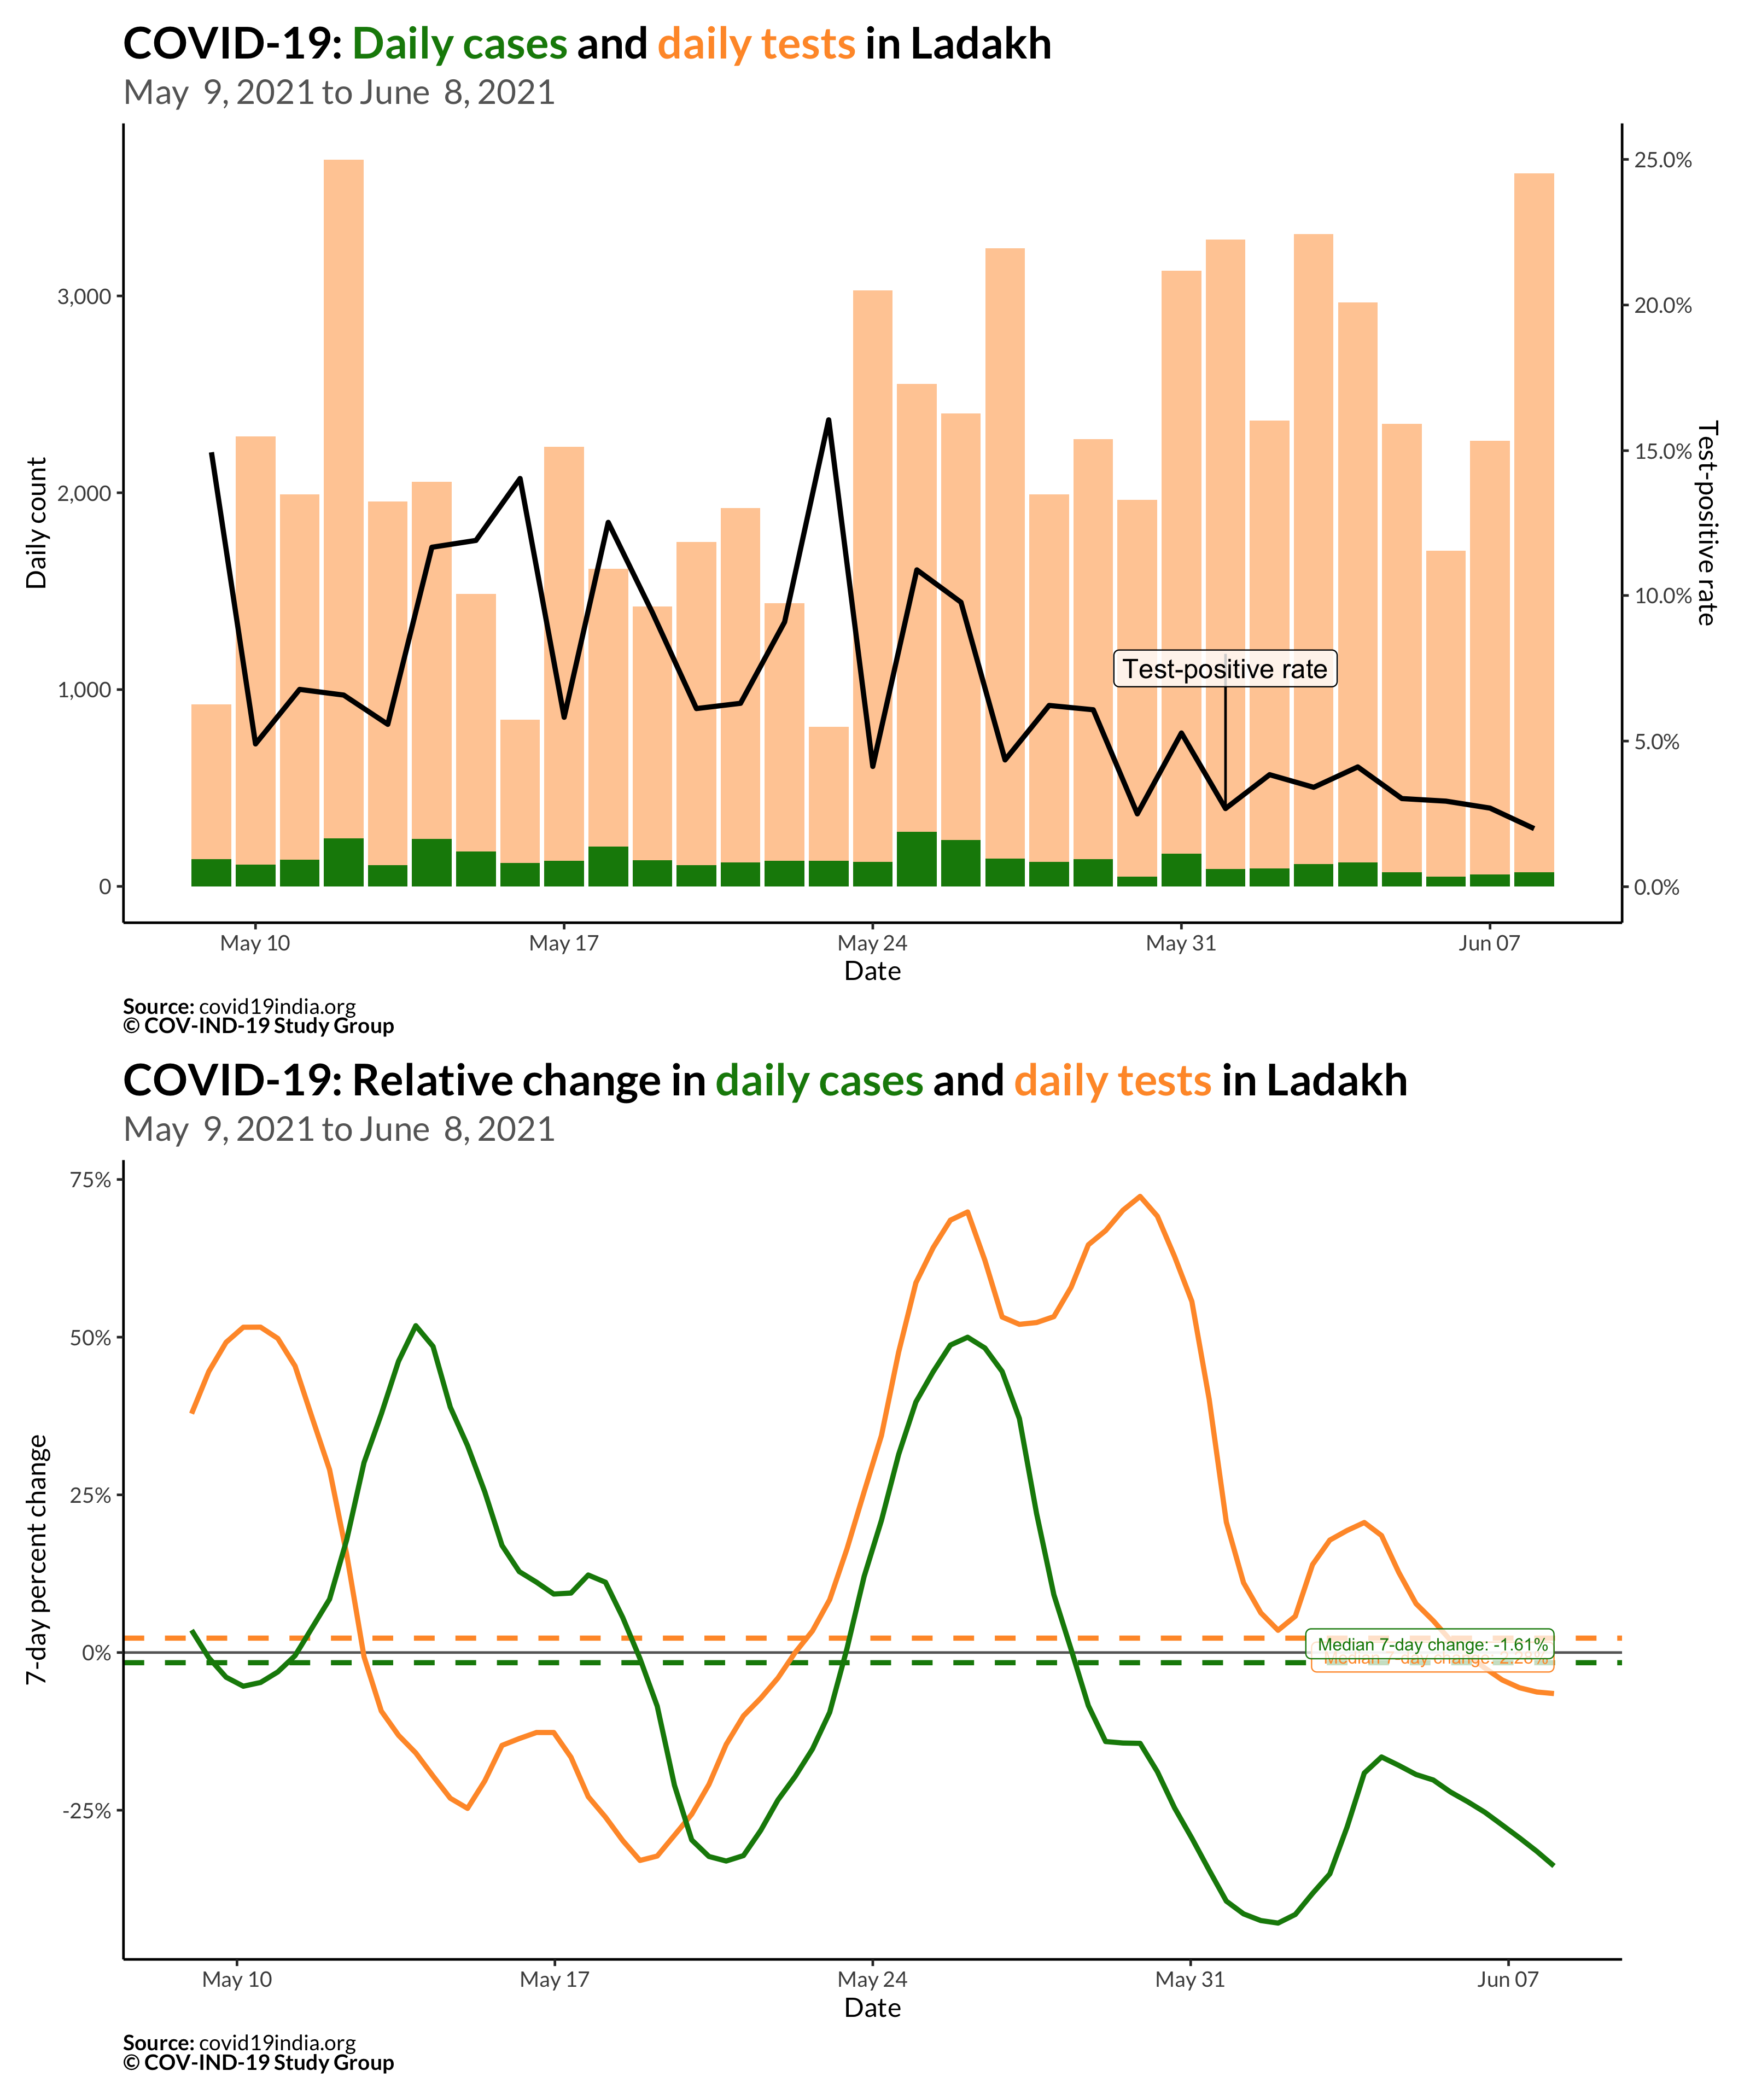 COVID-19: Daily cases and daily tests in Ladakh
May 9, 2021 to June 8, 2021
Daily count
3,000
2,000
1,000
0
25.0%
20.0%
15.0%
10.0%
5.0%
0.0%
Test-positive rate
Test-positive rate
May 10
May 17
May 24
May 31
Jun 07
Date
Source: covid19india.org
© COV-IND-19 Study Group
COVID-19: Relative change in daily cases and daily tests in Ladakh
May 9, 2021 to June 8, 2021
7-day percent change
75%
50%
25%
0%
-25%
Median 7-day change: -1.61%
Median 7-day change:
May 10
May 17
May 24
May 31
Jun 07
Date
Source: covid19india.org
© COV-IND-19 Study Group